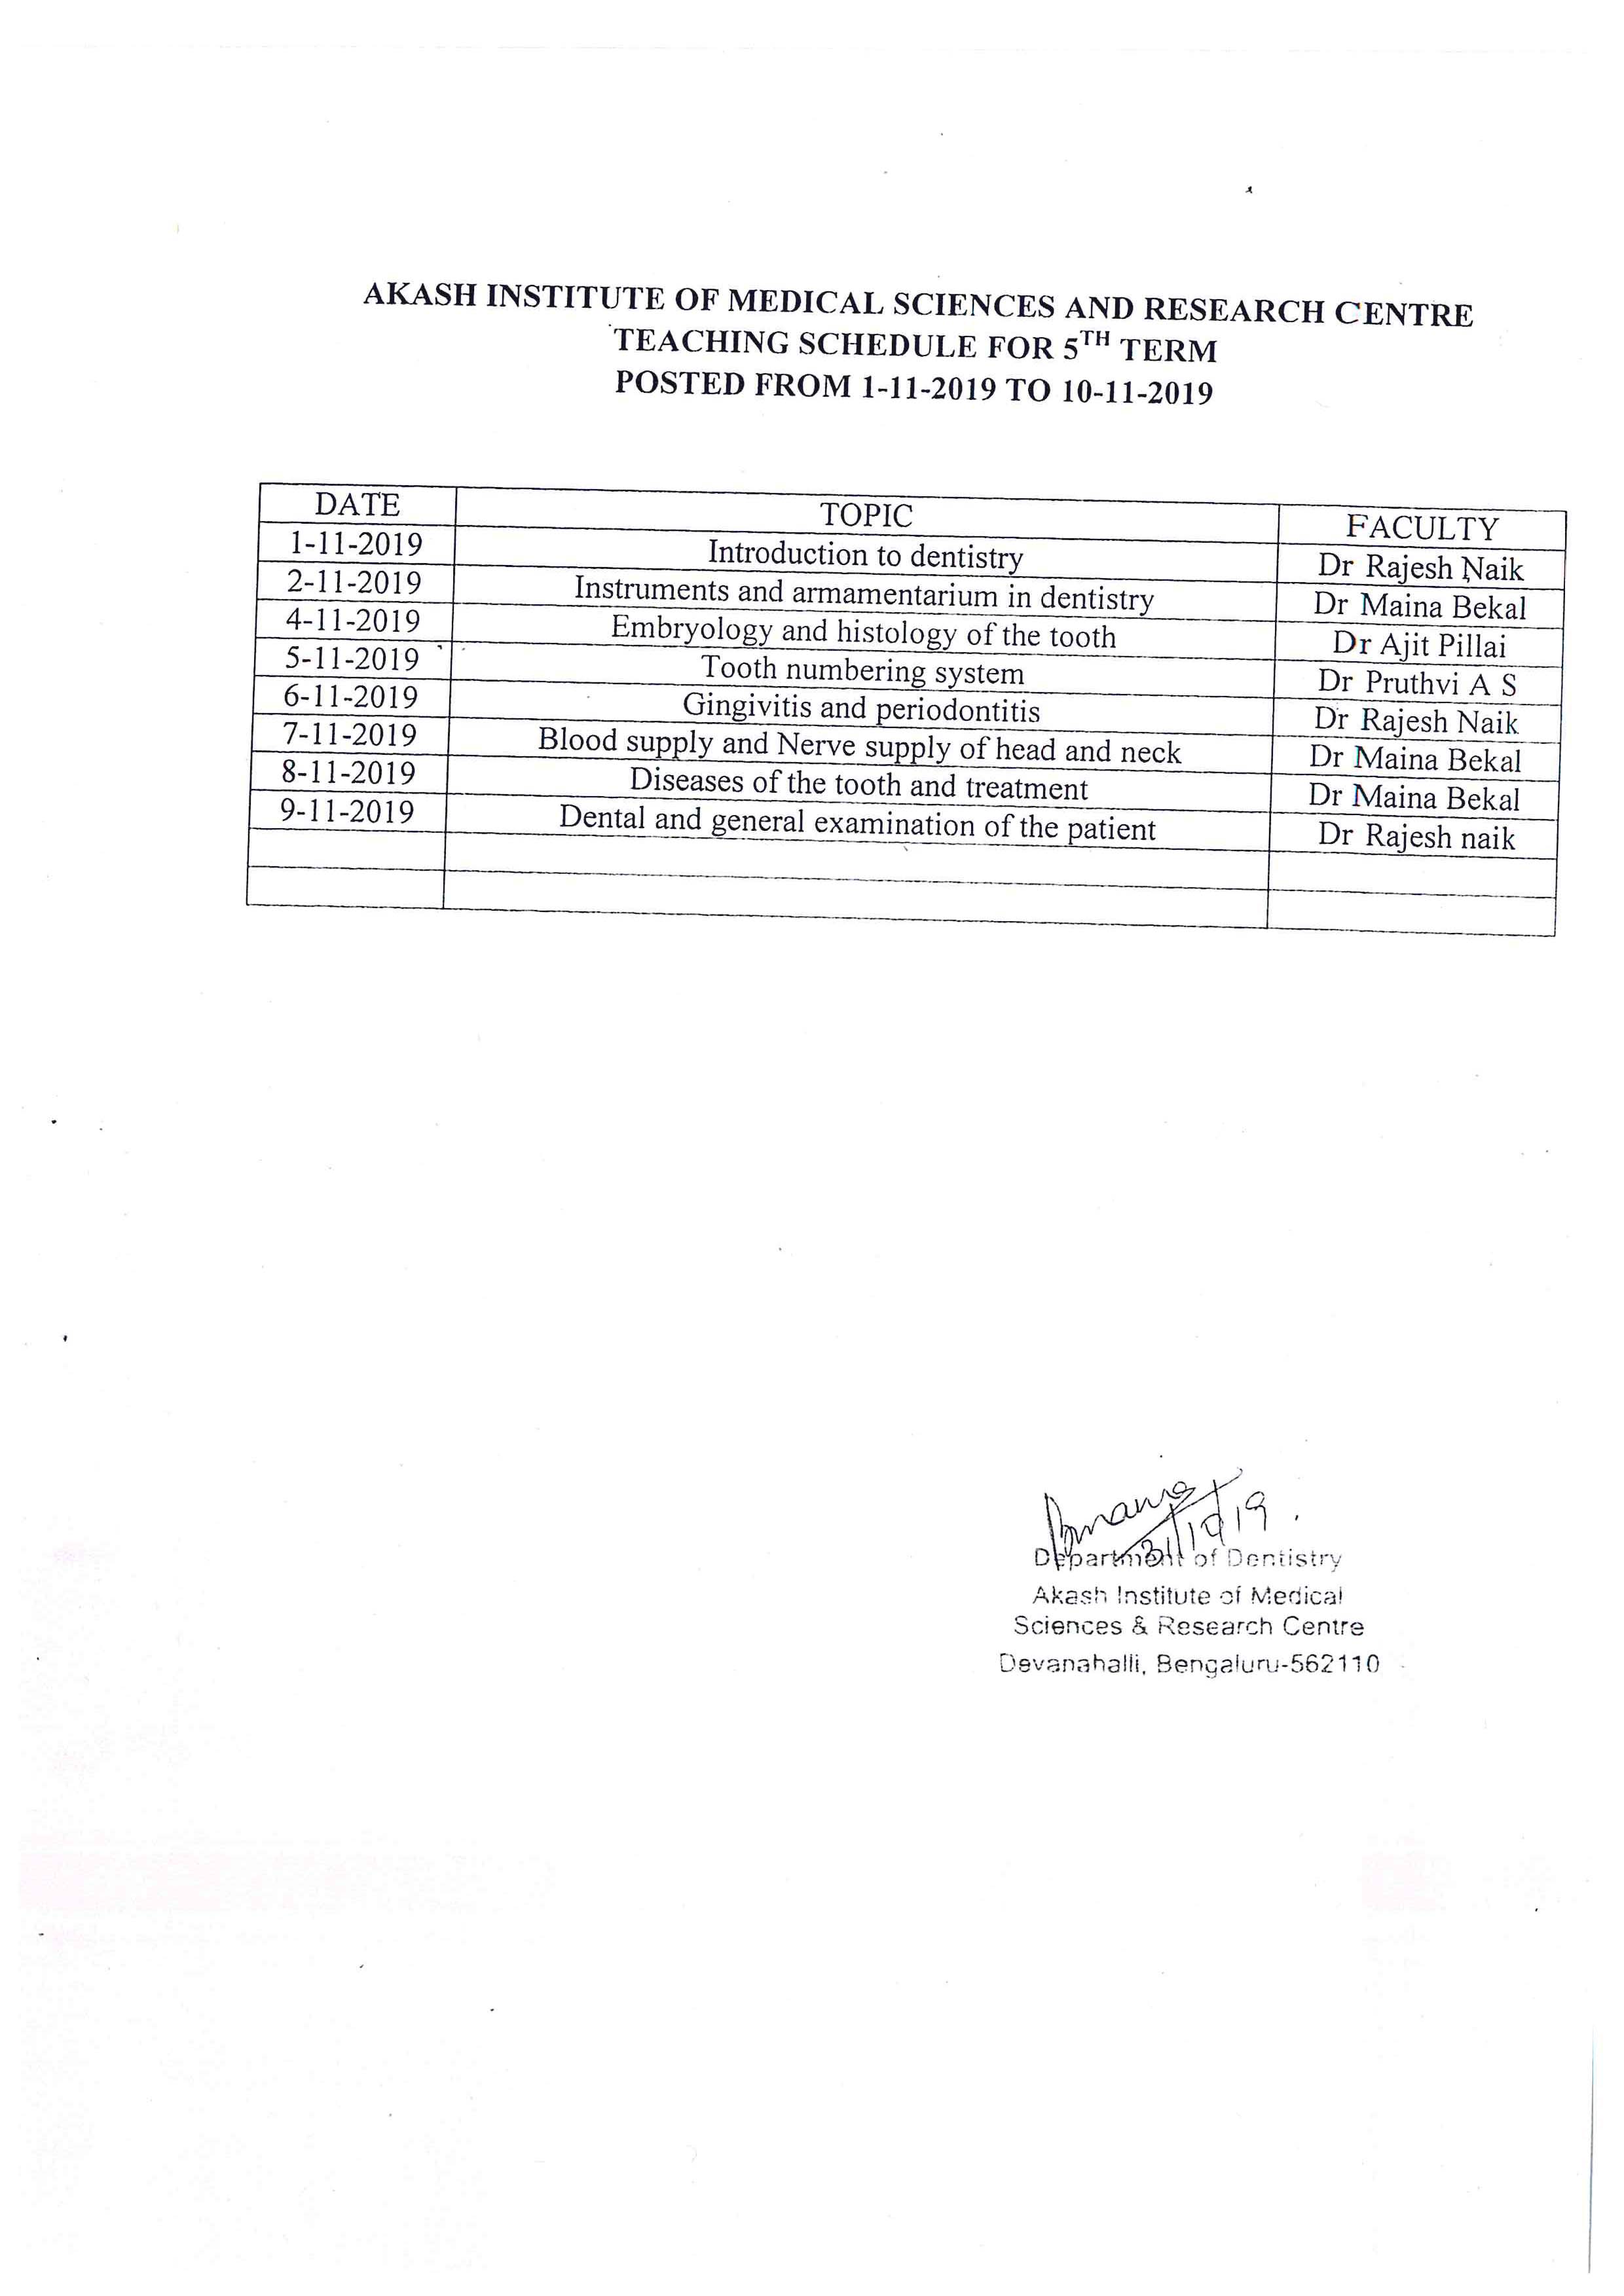 AKASH INSTITUTE OF MEDICAL SCIENCES AND RESEARCH CENTRE
TEACHING SCHEDULE FOR 5TH TERM
POSTED FROM 1-11-2019 TO 10-11-2019
DATE TOPIC FACULTY
1-11-2019 Introduction to dentistry Dr Rajesh Naik
2-11-2019 Instruments and armamentarium in dentistry Dr Maina Bekal
4-11-2019 Embryology and histology of the tooth Dr Ajit Pillai
5-11-2019 Tooth numbering system Dr Pruthvi A S
6-11-2019 Gingivitis and periodontitis Dr Rajesh Naik
7-11-2019 Blood supply and Nerve supply of head and neck Dr Maina Bekal
8-11-2019 Diseases of the tooth and treatment Dr Maina Bekal
9-11-2019 Dental and general examination of the patient Dr Rajesh naik
31/10/19
Department of Dentistry
Akash Institute of Medical
Sciences & Research Centre
Devanahalli, Bengaluru-562110